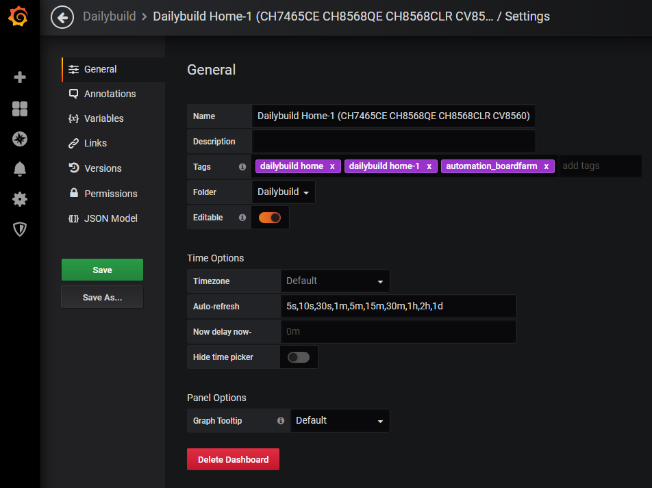 Dailybuild > Dailybuild Home-1 (CH7465CE CH8568QE CH8568CLR CV85... / Settings
General
Annotations
Variables
Links
Versions
Permissions
JSON Model
Save
Save As...
General
Name Dailybuild Home-1 (CH7465CE CH8568QE CH8568CLR CV8560)
Description
Tags dailybuild home x dailybuild home-1 x automation_boardfarm x add tags
Folder Dailybuild
Editable
Time Options
Timezone Default
Auto-refresh 5s,10s,30s,1m,5m,15m,30m,1h,2h,1d
Now delay now- 0m
Hide time picker
Panel Options
Graph Tooltip Default
Delete Dashboard